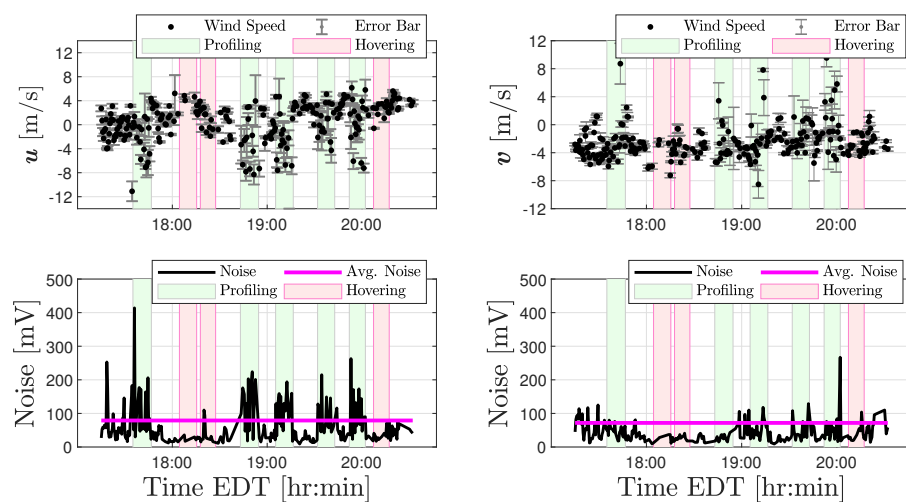 Wind Speed Error Bar
Profiling Hovering
12
8
4
0
-4
-8
-12
u [m/s]
18:00 19:00 20:00
Wind Speed Error Bar
Profiling Hovering
12
8
4
0
-4
-8
-12
v [m/s]
18:00 19:00 20:00
Noise Avg. Noise
Profiling Hovering
500
400
300
200
100
0
Noise [mV]
18:00 19:00 20:00
Time EDT [hr:min]
Noise Avg. Noise
Profiling Hovering
500
400
300
200
100
0
Noise [mV]
18:00 19:00 20:00
Time EDT [hr:min]